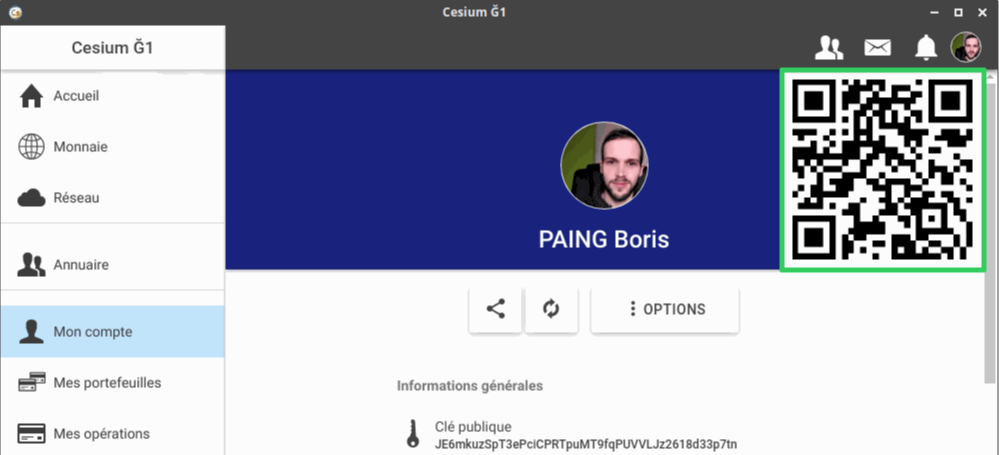 Cesium Ğ1
Cesium Ğ1
Accueil
Monnaie
Réseau
Annuaire
Mon compte
Mes portefeuilles
Mes opérations
PAING Boris
OPTIONS
Informations générales
Clé publique
JE6mkuzSpT3ePciCPRTpuMT9fqPUVVLJz2618d33p7tn